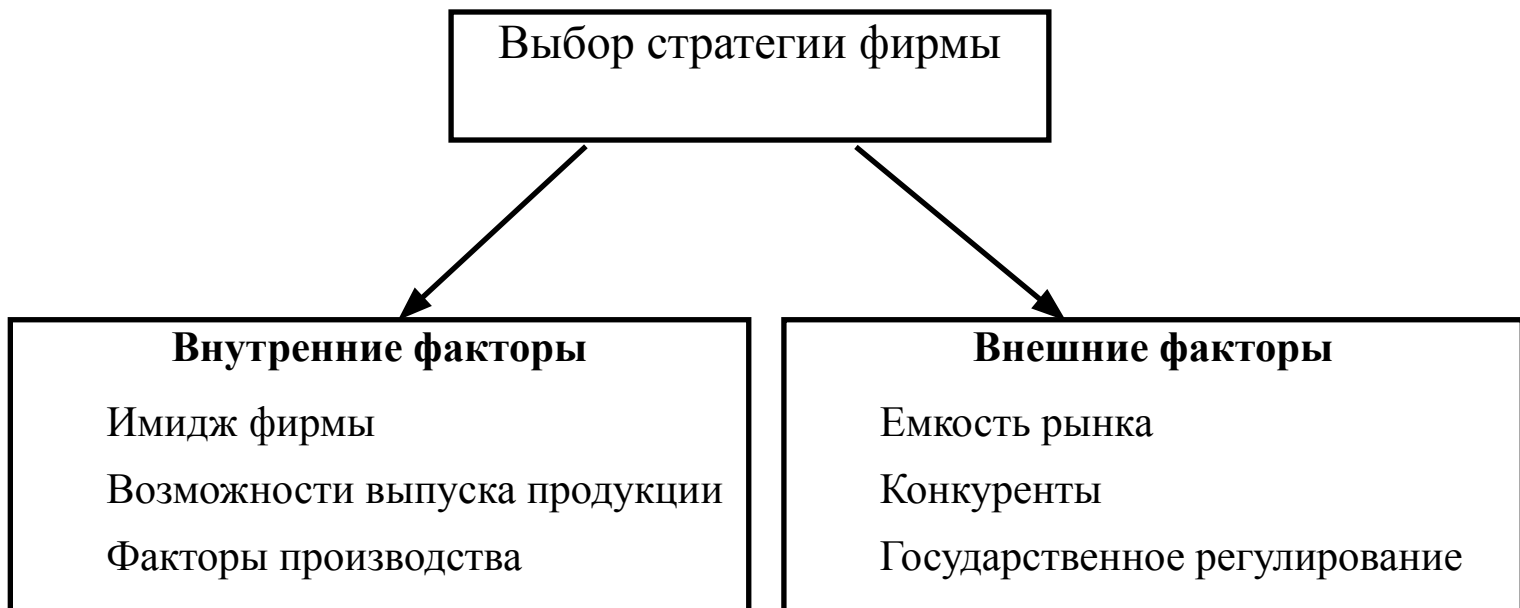 Выбор стратегии фирмы
Внутренние факторы
Имидж фирмы
Возможности выпуска продукции
Факторы производства
Внешние факторы
Емкость рынка
Конкуренты
Государственное регулирование